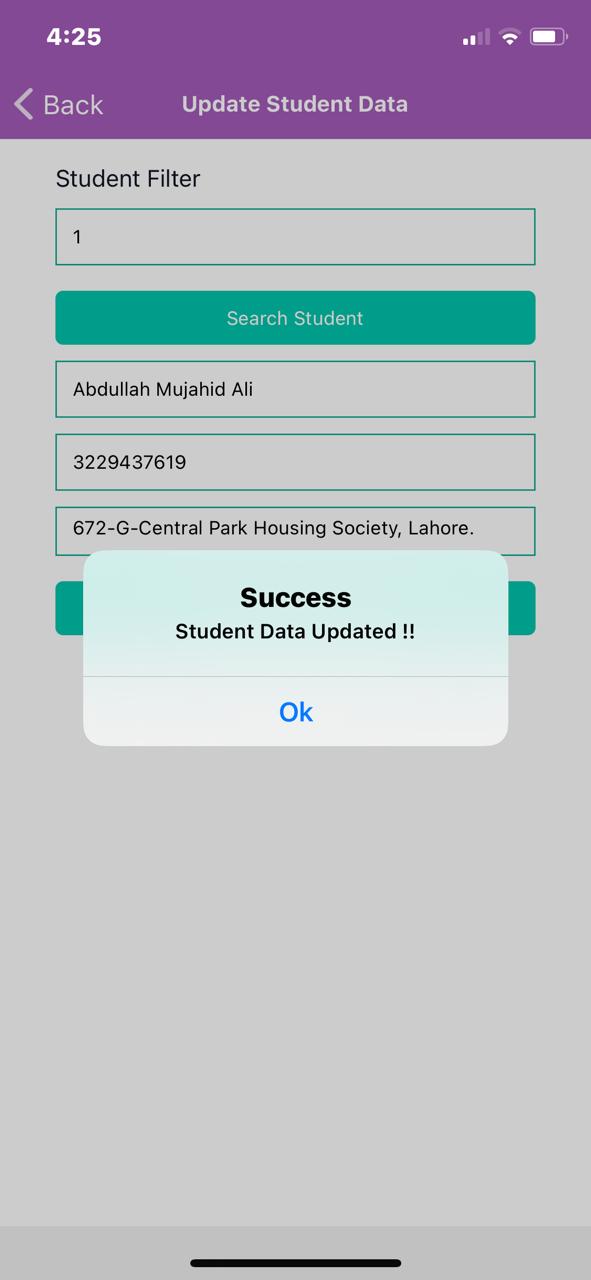 4:25
Back
Update Student Data
Student Filter
1
Search Student
Abdullah Mujahid Ali
3229437619
672-G-Central Park Housing Society, Lahore.
Success
Student Data Updated !!
Ok